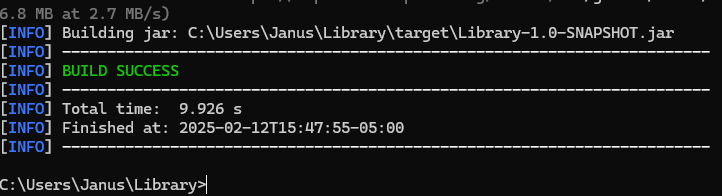 6.8 MB at 2.7 MB/s)
[INFO] Building jar: C:\Users\Janus\Library\target\Library-1.0-SNAPSHOT.jar
[INFO] ------------------------------------------------------------------------
[INFO] BUILD SUCCESS
[INFO] ------------------------------------------------------------------------
[INFO] Total time:  9.926 s
[INFO] Finished at: 2025-02-12T15:47:55-05:00
[INFO] ------------------------------------------------------------------------
C:\Users\Janus\Library>